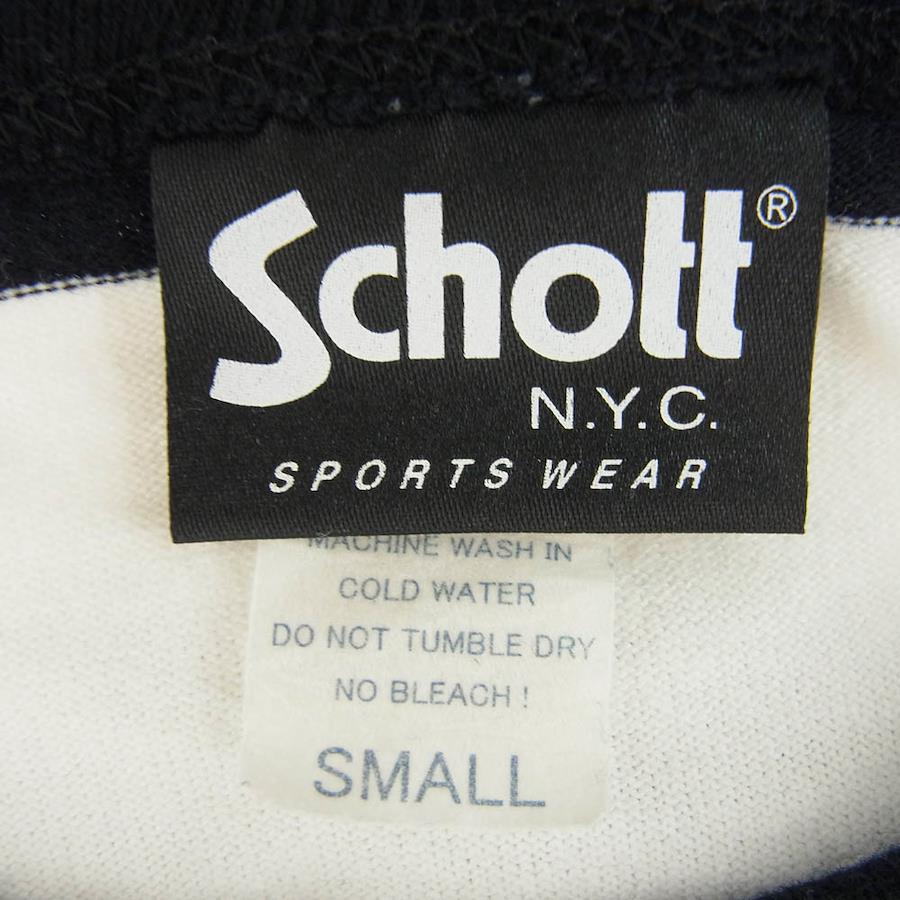 Schott®
N.Y.C.
SPORTS WEAR
MACHINE WASH IN
COLD WATER
DO NOT TUMBLE DRY
NO BLEACH !
SMALL